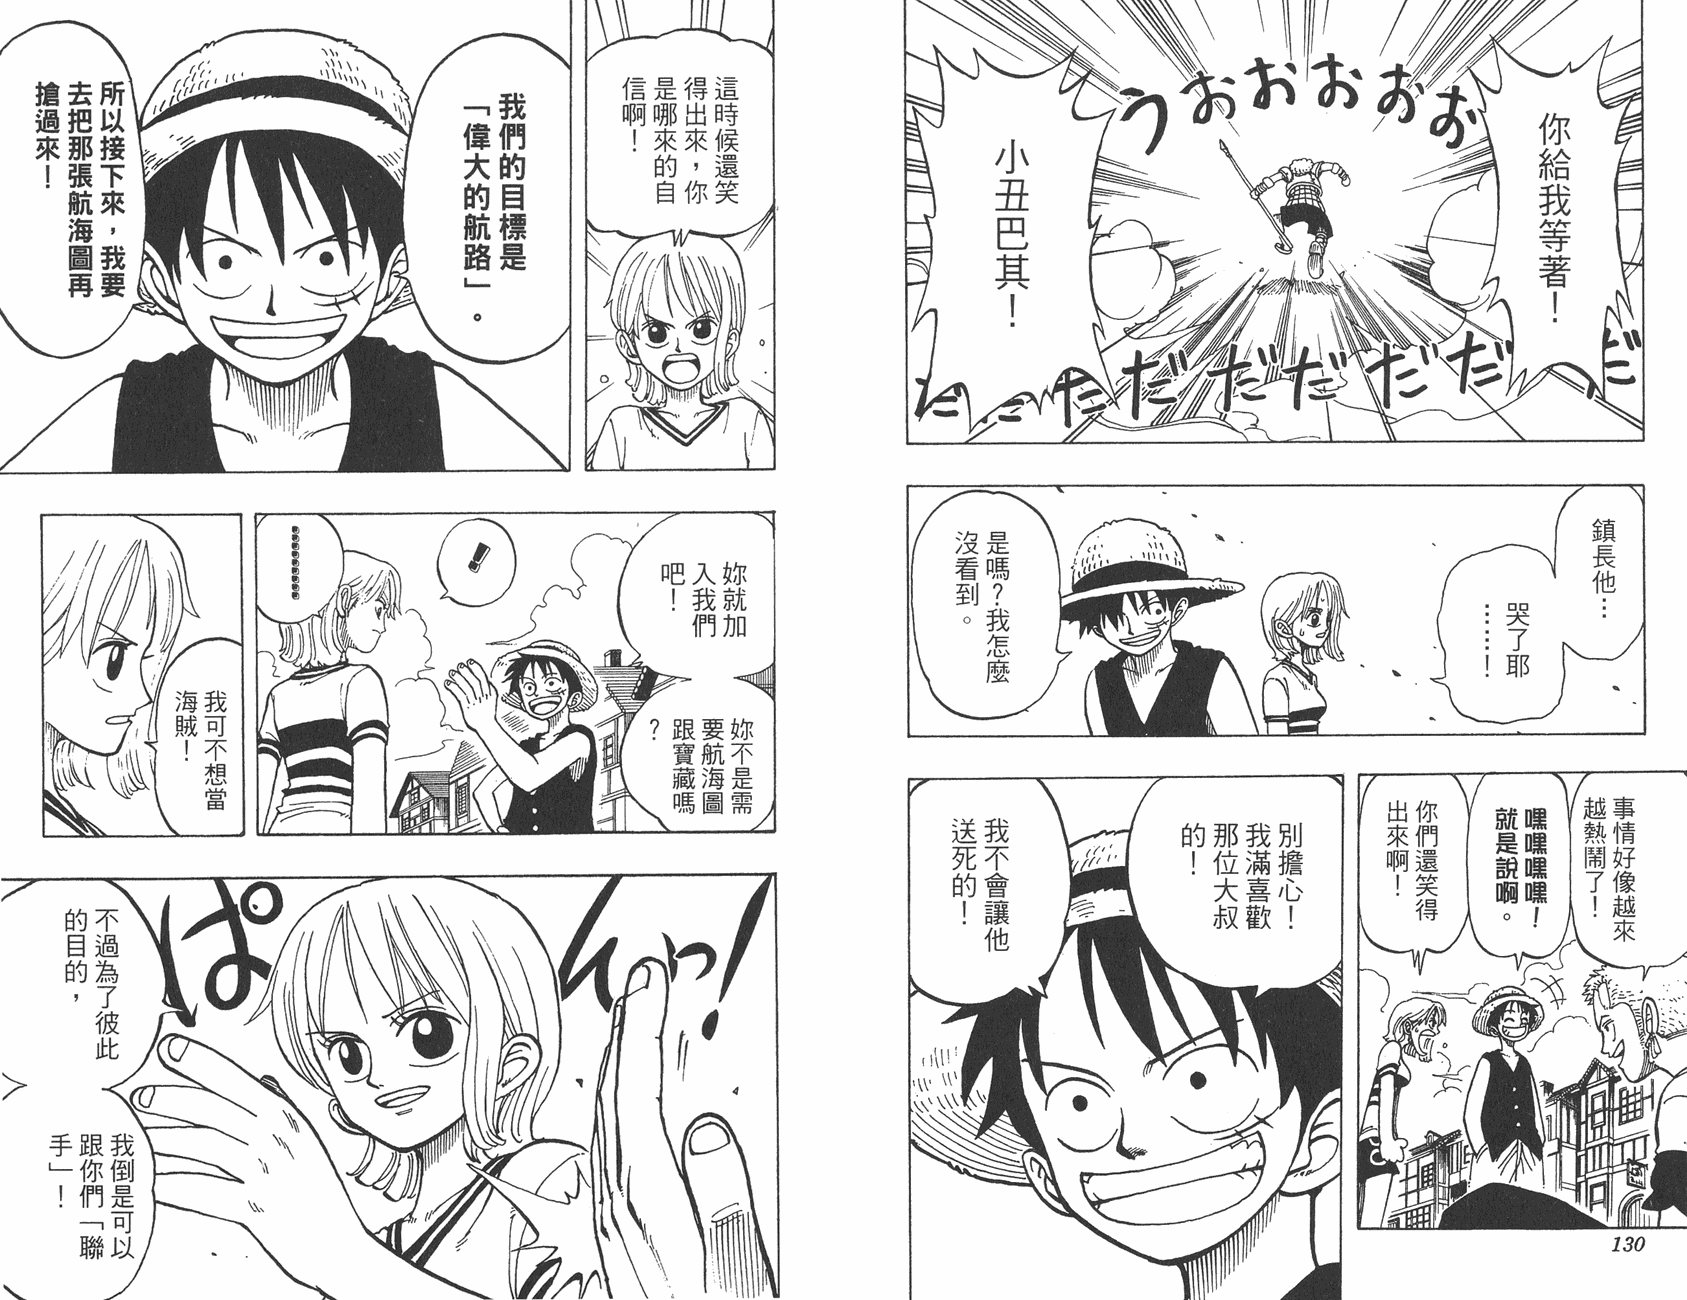 你給我等著！
うおおおおお
小丑巴其！
だだだだだだだだ
鎮長他…
哭了耶
……！
是嗎？我怎麼
沒看到。
事情好像越來
越熱鬧了！
嘿嘿嘿嘿！
就是說啊。
你們還笑得
出來啊！
別擔心！
我滿喜歡
那位大叔
的！
我不會讓他
送死的！
130
這時候還笑
得出來，你
是哪來的自
信啊！
我們的目標是
「偉大的航路」。
所以接下來，我要
去把那張航海圖再
搶過來！
妳就加
入我們
吧！
妳不是需
要航海圖
跟寶藏嗎
？
！
…………
我可不想當
海賊！
ぱんっ！
不過為了彼此
的目的，
我倒是可以
跟你們「聯
手」！